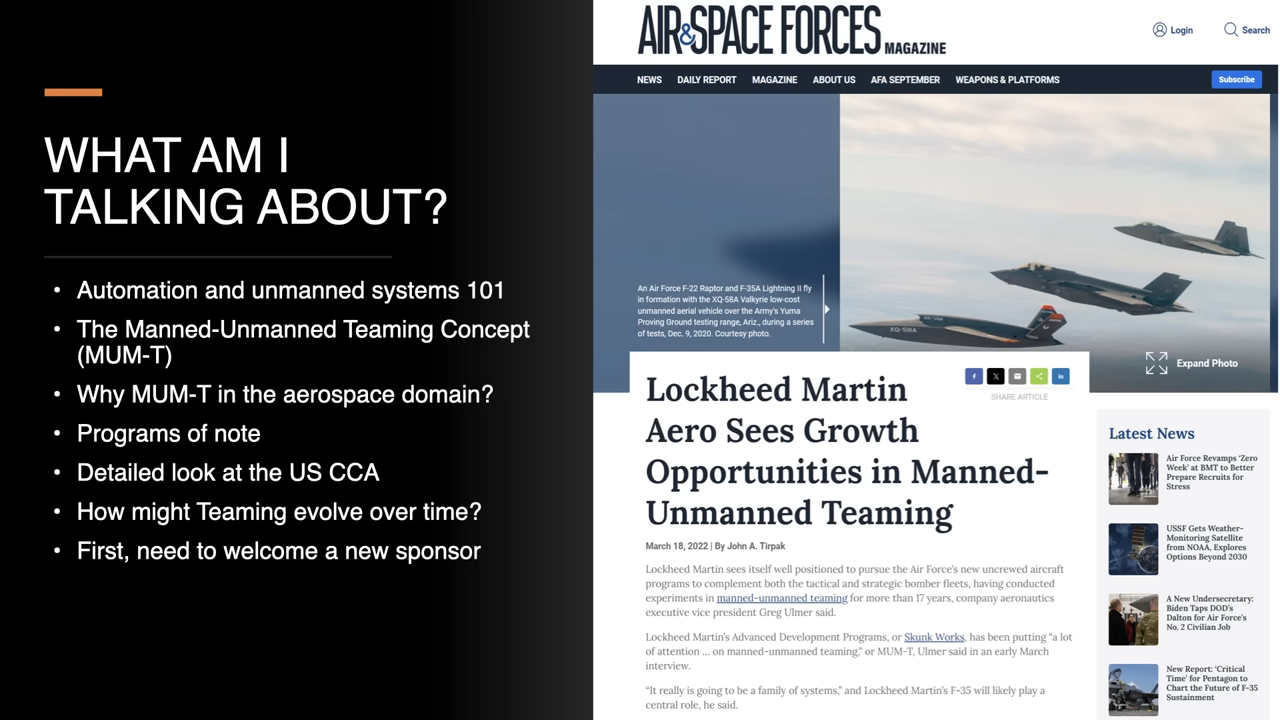 WHAT AM I
TALKING ABOUT?
• Automation and unmanned systems 101
• The Manned-Unmanned Teaming Concept
(MUM-T)
• Why MUM-T in the aerospace domain?
• Programs of note
• Detailed look at the US CCA
• How might Teaming evolve over time?
• First, need to welcome a new sponsor
AIR&SPACE FORCES MAGAZINE
Login
Search
NEWS DAILY REPORT MAGAZINE ABOUT US AFA SEPTEMBER WEAPONS & PLATFORMS
Subscribe
An Air Force F-22 Raptor and F-35A Lightning II fly
in formation with the XQ-58A Valkyrie low-cost
unmanned aerial vehicle over the Army's Yuma
Proving Ground testing range, Ariz., during a series
of tests, Dec. 9, 2020. Courtesy photo.
XQ-58A
Expand Photo
Lockheed Martin
Aero Sees Growth
Opportunities in Manned-
Unmanned Teaming
SHARE ARTICLE
March 18, 2022 | By John A. Tirpak
Lockheed Martin sees itself well positioned to pursue the Air Force's new uncrewed aircraft
programs to complement both the tactical and strategic bomber fleets, having conducted
experiments in manned-unmanned teaming for more than 17 years, company aeronautics
executive vice president Greg Ulmer said.
Lockheed Martin's Advanced Development Programs, or Skunk Works, has been putting "a lot
of attention … on manned-unmanned teaming," or MUM-T, Ulmer said in an early March
interview.
"It really is going to be a family of systems," and Lockheed Martin's F-35 will likely play a
central role, he said.
Latest News
Air Force Revamps 'Zero
Week' at BMT to Better
Prepare Recruits for
Stress
USSF Gets Weather-
Monitoring Satellite
from NOAA, Explores
Options Beyond 2030
A New Undersecretary:
Biden Taps DOD's
Dalton for Air Force's
No. 2 Civilian Job
New Report: 'Critical
Time' for Pentagon to
Chart the Future of F-35
Sustainment